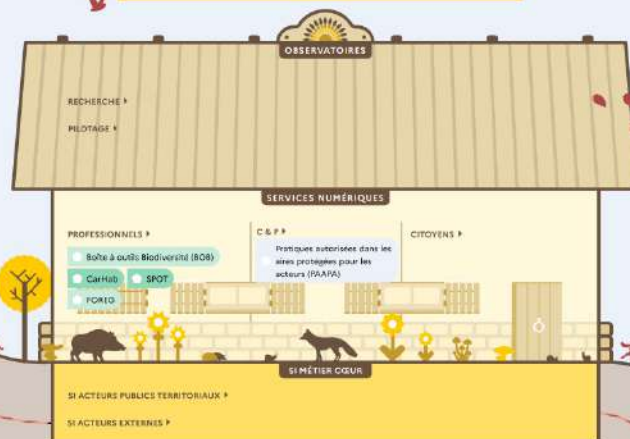 OBSERVATOIRES
RECHERCHE
PILOTAGE
SERVICES NUMÉRIQUES
PROFESSIONNELS
Boîte à outils Biodiversité (BOB)
CarHab
SPOT
FOREG
C & P
Pratiques autorisées dans les
aires protégées pour les
acteurs (PAAPA)
CITOYENS
SI MÉTIER CŒUR
SI ACTEURS PUBLICS TERRITORIAUX
SI ACTEURS EXTERNES